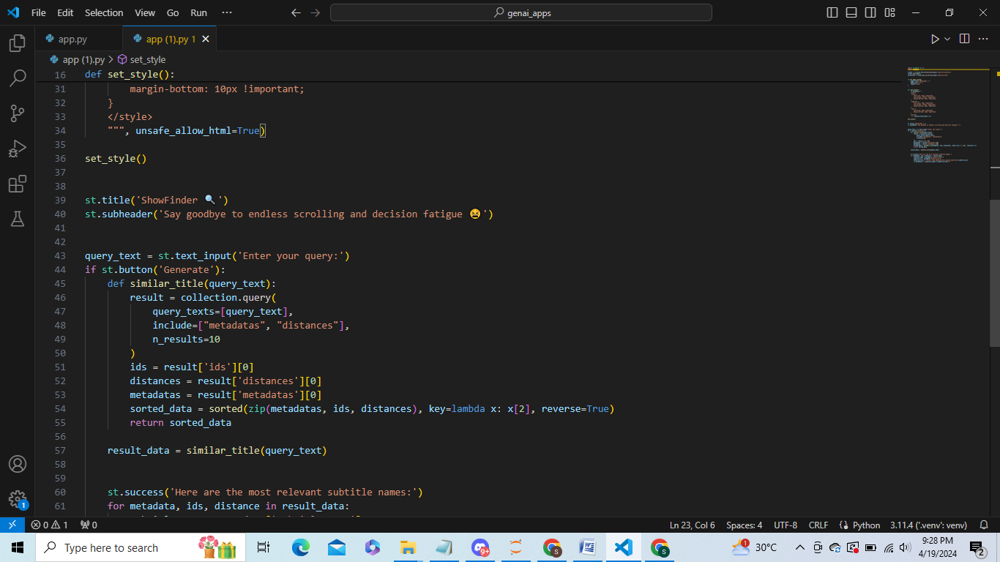 File Edit Selection View Go Run ··· genai_apps
app.py app (1).py 1
app (1).py > set_style
16 def set_style():
31 margin-bottom: 10px !important;
32 }
33 </style>
34 """, unsafe_allow_html=True)
35
36 set_style()
37
38
39 st.title('ShowFinder 🔍')
40 st.subheader('Say goodbye to endless scrolling and decision fatigue 😫')
41
42
43 query_text = st.text_input('Enter your query:')
44 if st.button('Generate'):
45 def similar_title(query_text):
46 result = collection.query(
47 query_texts=[query_text],
48 include=["metadatas", "distances"],
49 n_results=10
50 )
51 ids = result['ids'][0]
52 distances = result['distances'][0]
53 metadatas = result['metadatas'][0]
54 sorted_data = sorted(zip(metadatas, ids, distances), key=lambda x: x[2], reverse=True)
55 return sorted_data
56
57 result_data = similar_title(query_text)
58
59
60 st.success('Here are the most relevant subtitle names:')
61 for metadata, ids, distance in result_data:
1
0 1 0 Ln 23, Col 6 Spaces: 4 UTF-8 CRLF Python 3.11.4 ('.venv': venv)
Type here to search 9+ S S 1 30°C 9:28 PM
4/19/2024 2